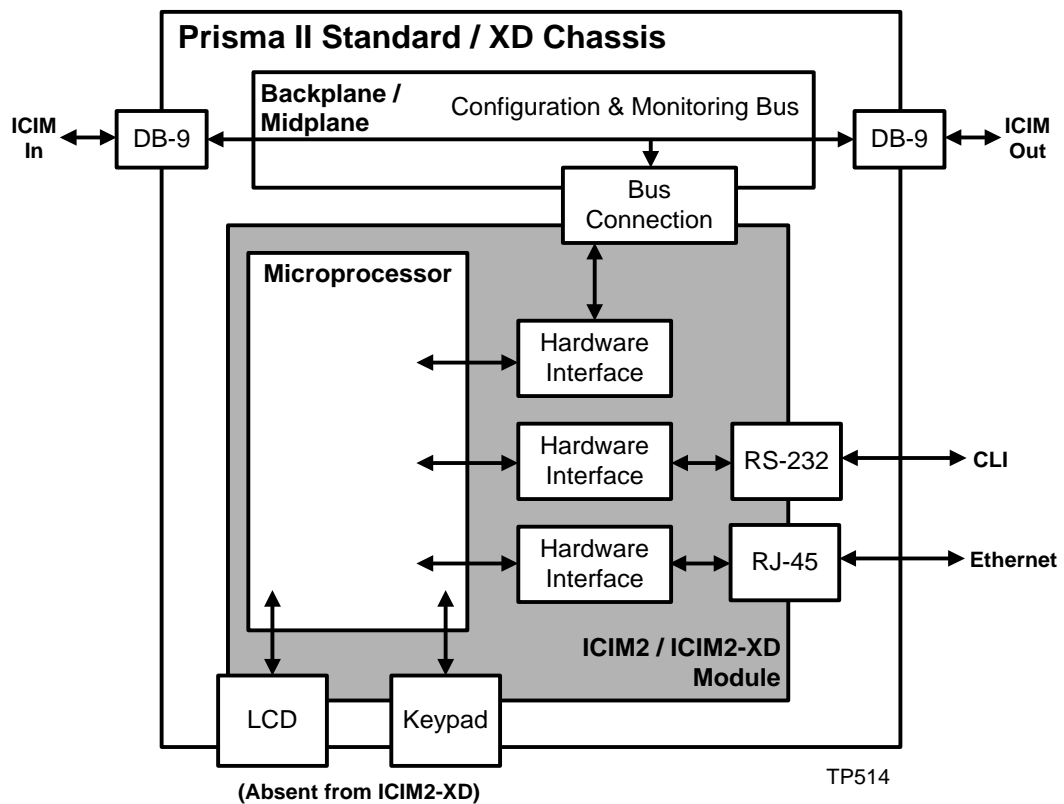 Prisma II Standard / XD Chassis
Backplane /
Midplane
Configuration & Monitoring Bus
ICIM
In
DB-9
DB-9
ICIM
Out
Bus
Connection
Microprocessor
Hardware
Interface
Hardware
Interface
RS-232
CLI
Hardware
Interface
RJ-45
Ethernet
ICIM2 / ICIM2-XD
Module
LCD
Keypad
(Absent from ICIM2-XD)
TP514